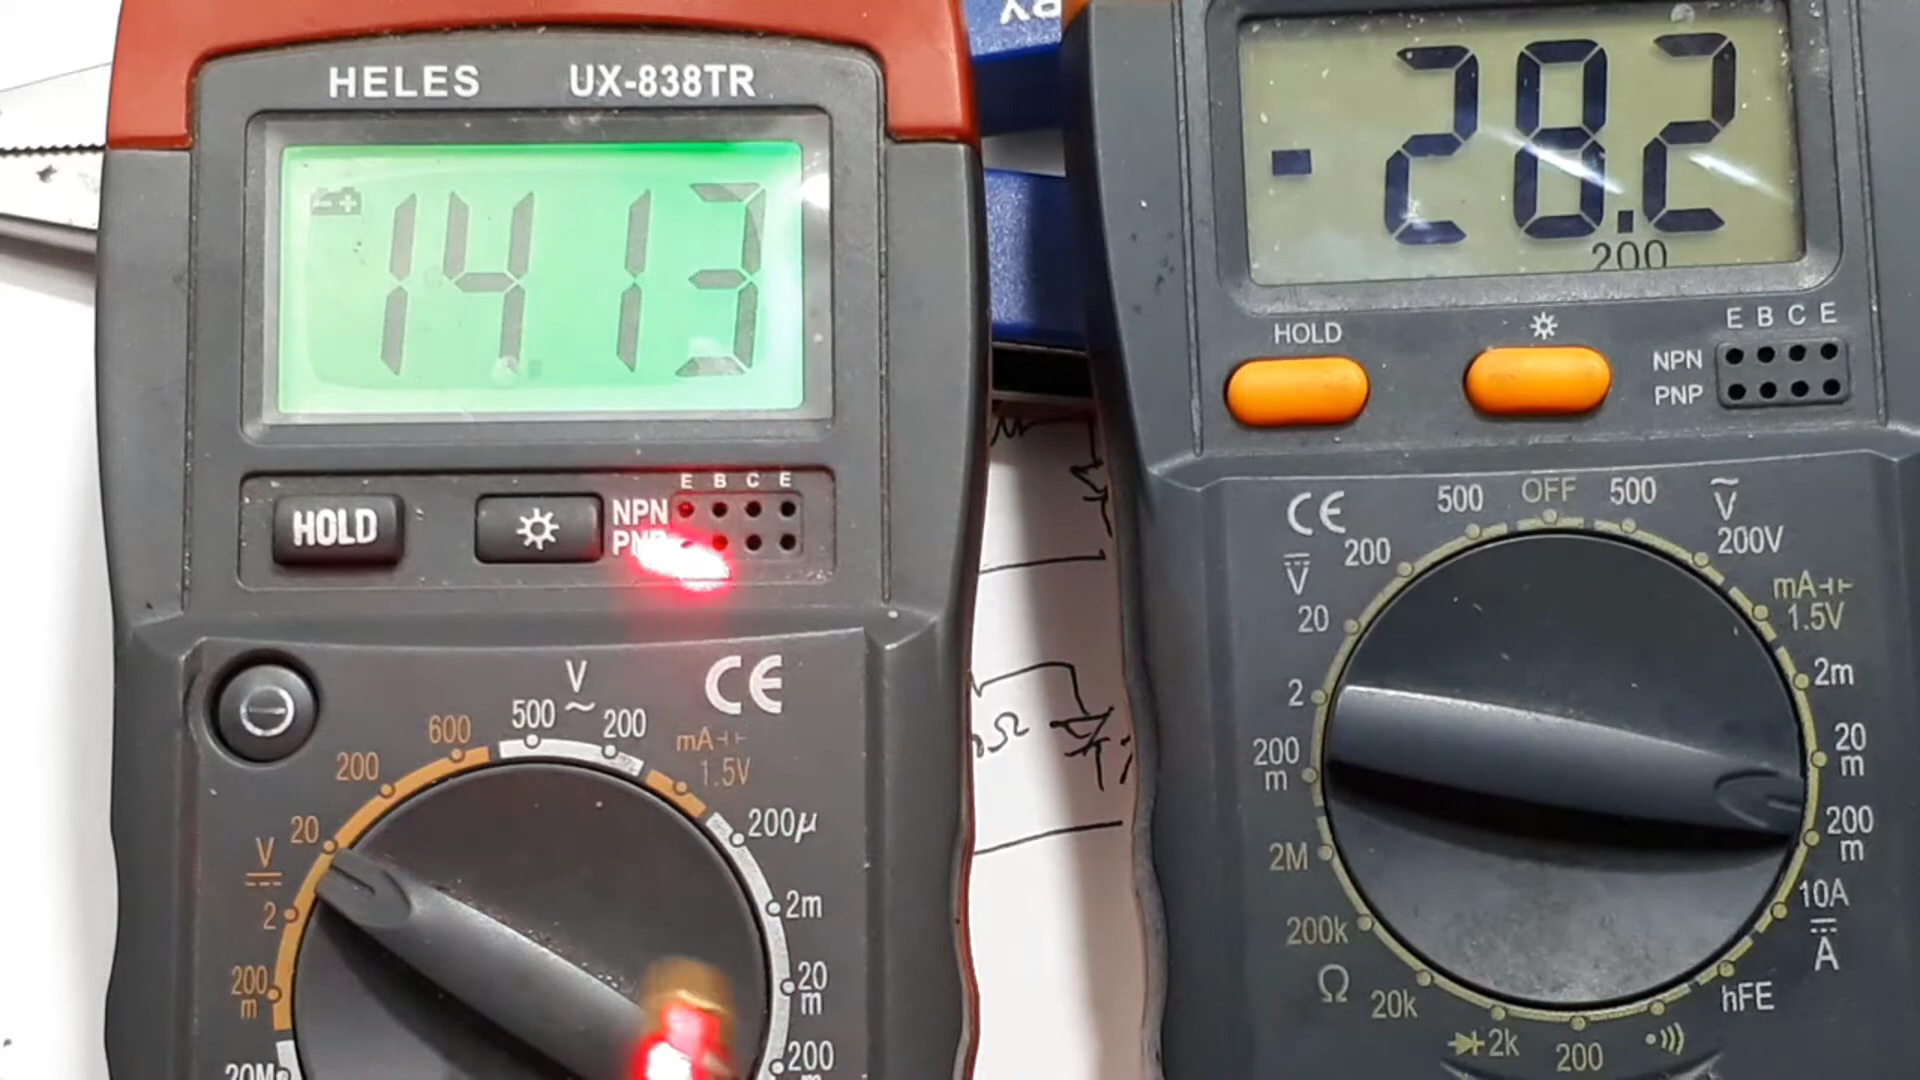 HELES UX-838TR
1413
HOLD
E B C E
NPN
V
~
500 200
600
mA
1.5V
200
200µ
20
V
2
2m
200
m
20
m
20M
200
CE
-28.2
200
HOLD
E B C E
NPN
PNP
CE
500 OFF 500
V
200V
200
V
mA
1.5V
20
2m
2
20
m
200
m
200
m
2M
10A
200k
A
Ω
20k
hFE
2k
200